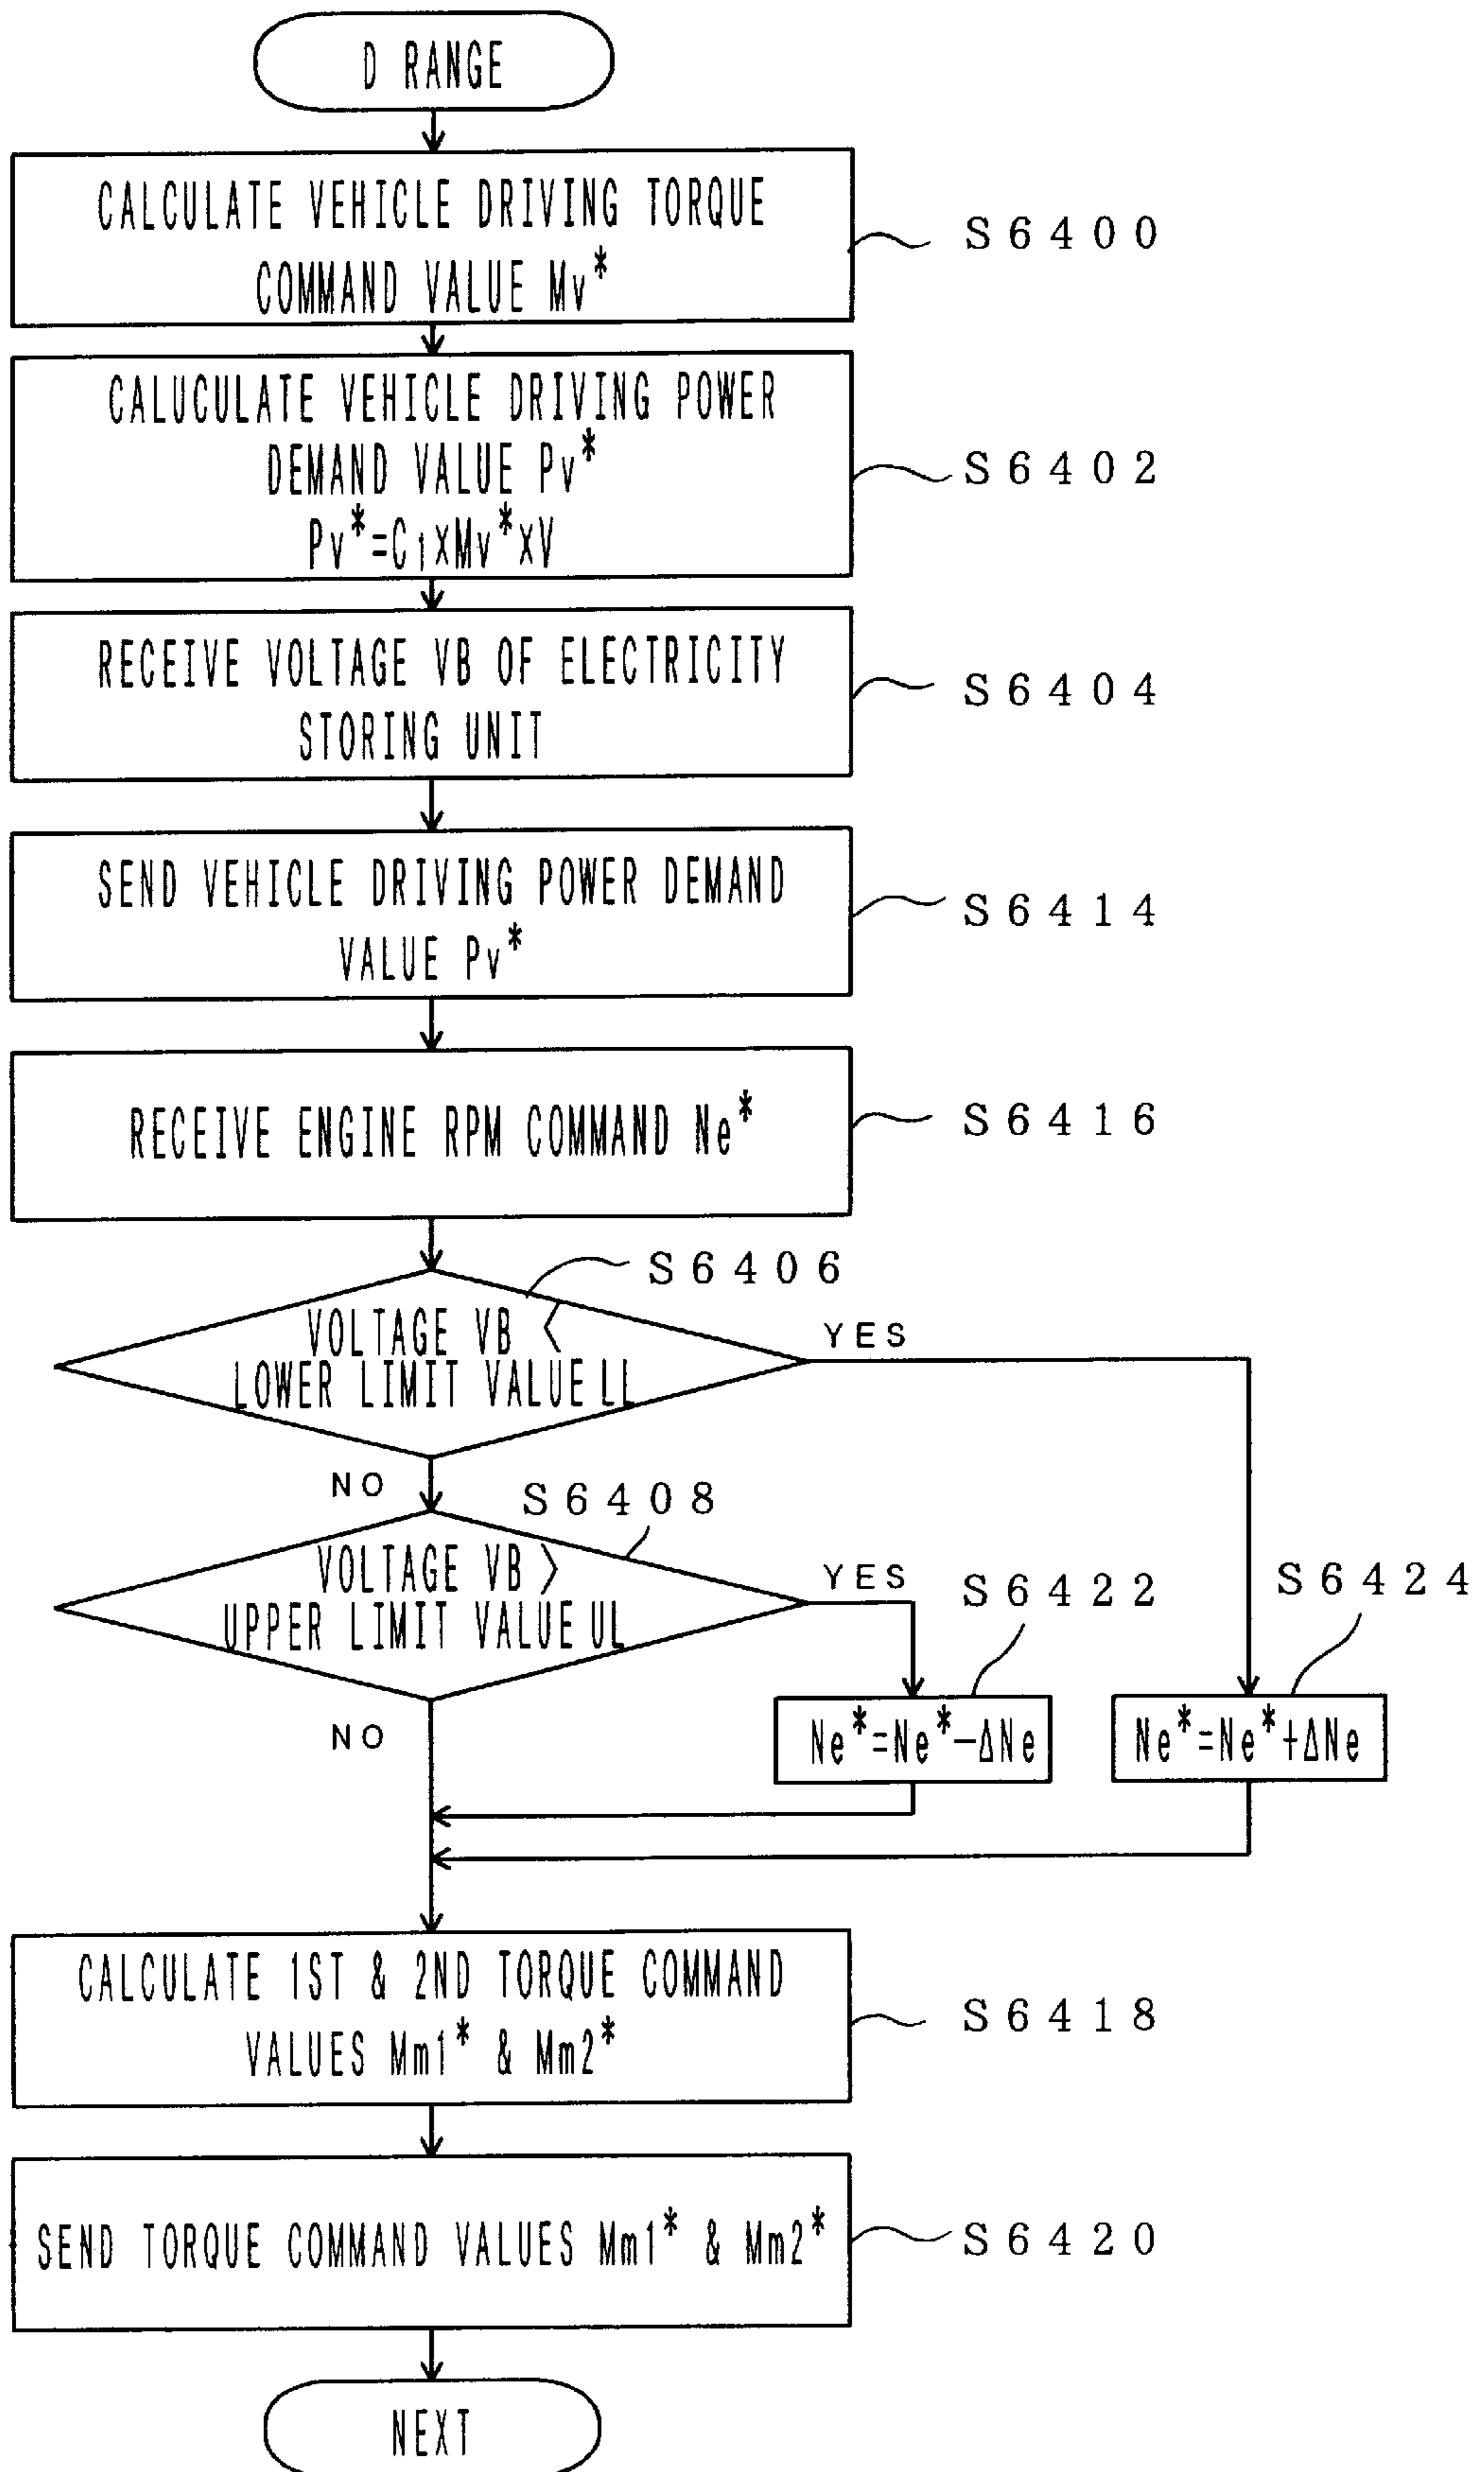 D RANGE
CALCULATE VEHICLE DRIVING TORQUE
COMMAND VALUE Mv*
S6400
CALUCULATE VEHICLE DRIVING POWER
DEMAND VALUE Pv*
Pv*=C1xMv*xV
S6402
RECEIVE VOLTAGE VB OF ELECTRICITY
STORING UNIT
S6404
SEND VEHICLE DRIVING POWER DEMAND
VALUE Pv*
S6414
RECEIVE ENGINE RPM COMMAND Ne*
S6416
S6406
VOLTAGE VB <
LOWER LIMIT VALUE LL
YES
NO
S6408
VOLTAGE VB >
UPPER LIMIT VALUE UL
YES
NO
S6422
Ne*=Ne*-ΔNe
S6424
Ne*=Ne*+ΔNe
CALCULATE 1ST & 2ND TORQUE COMMAND
VALUES Mm1* & Mm2*
S6418
SEND TORQUE COMMAND VALUES Mm1* & Mm2*
S6420
NEXT